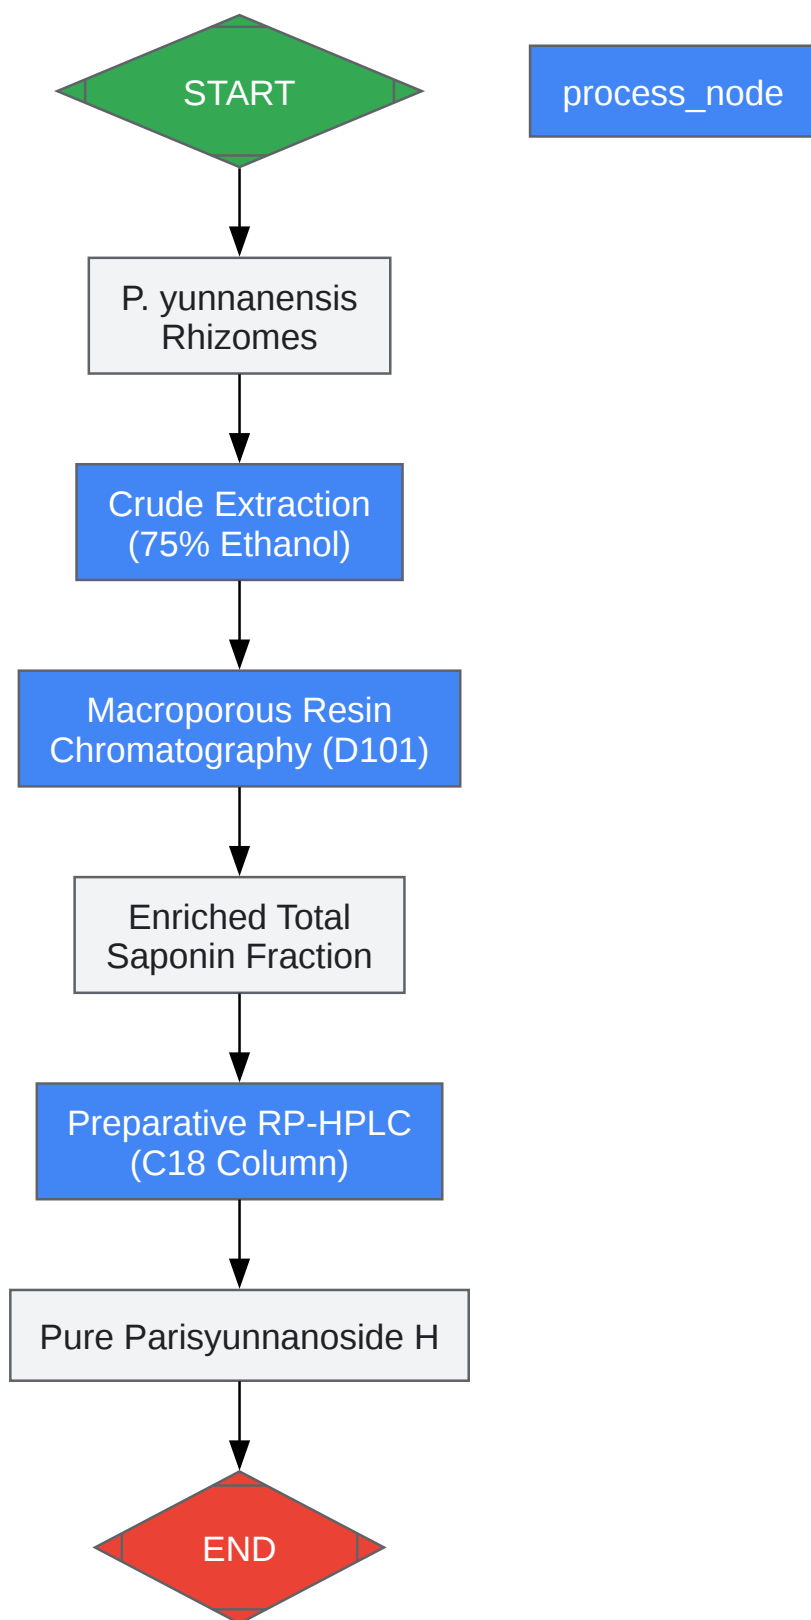 START
process_node
P. yunnanensis
Rhizomes
Crude Extraction
(75% Ethanol)
Macroporous Resin
Chromatography (D101)
Enriched Total
Saponin Fraction
Preparative RP-HPLC
(C18 Column)
Pure Parisyunnanoside H
END